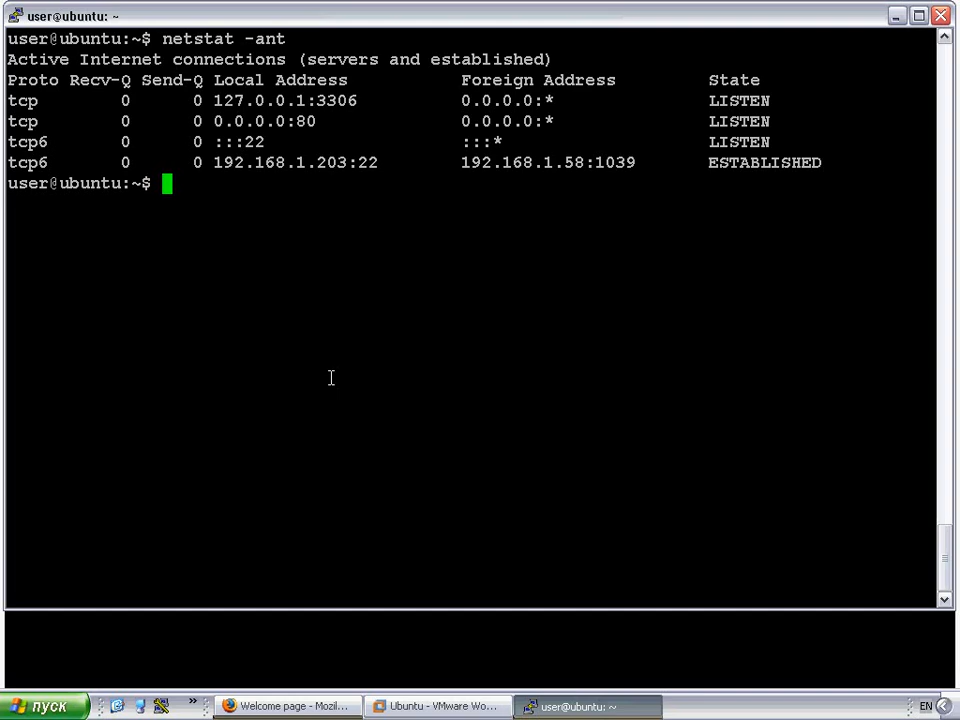 user@ubuntu: ~
user@ubuntu:~$ netstat -ant
Active Internet connections (servers and established)
Proto Recv-Q Send-Q Local Address           Foreign Address         State
tcp        0      0 127.0.0.1:3306          0.0.0.0:*               LISTEN
tcp        0      0 0.0.0.0:80              0.0.0.0:*               LISTEN
tcp6       0      0 :::22                   :::*                    LISTEN
tcp6       0      0 192.168.1.203:22        192.168.1.58:1039       ESTABLISHED
user@ubuntu:~$
пуск » Welcome page - Mozil... Ubuntu - VMware Wo... user@ubuntu: ~ EN